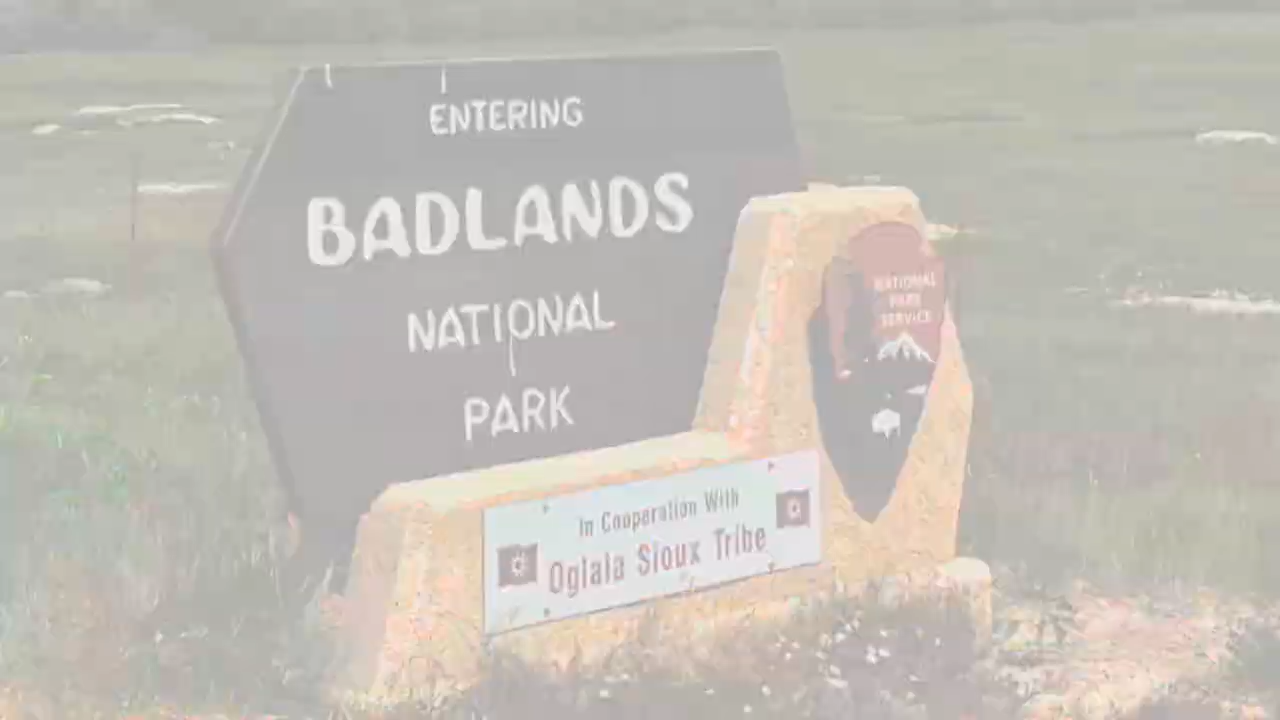 ENTERING
BADLANDS
NATIONAL
PARK
NATIONAL
PARK
SERVICE
In Cooperation With
Oglala Sioux Tribe